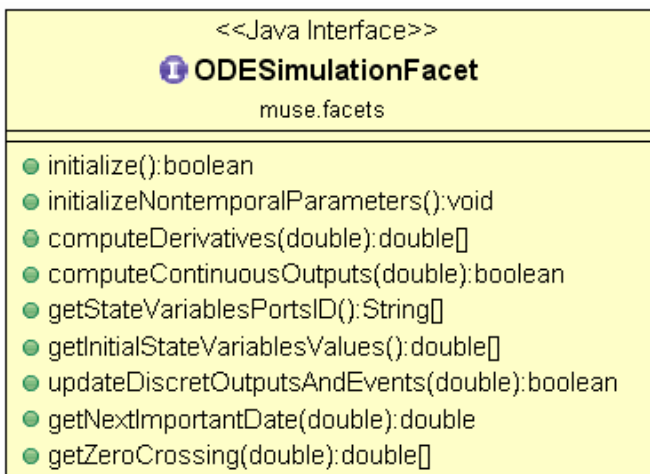 <<Java Interface>>
I ODESimulationFacet
muse.facets
initialize():boolean
initializeNontemporalParameters():void
computeDerivatives(double):double[]
computeContinuousOutputs(double):boolean
getStateVariablesPortsID():String[]
getInitialStateVariablesValues():double[]
updateDiscretOutputsAndEvents(double):boolean
getNextImportantDate(double):double
getZeroCrossing(double):double[]